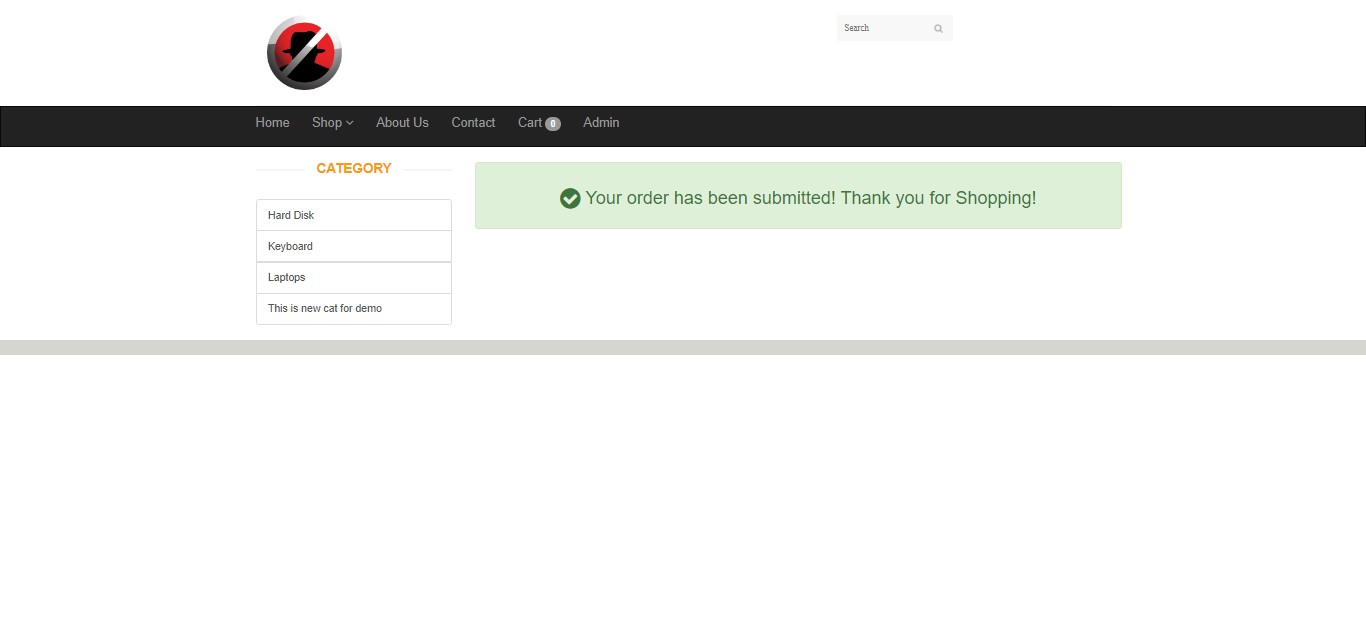 Search
Home Shop About Us Contact Cart 0 Admin
CATEGORY
Hard Disk
Keyboard
Laptops
This is new cat for demo
Your order has been submitted! Thank you for Shopping!